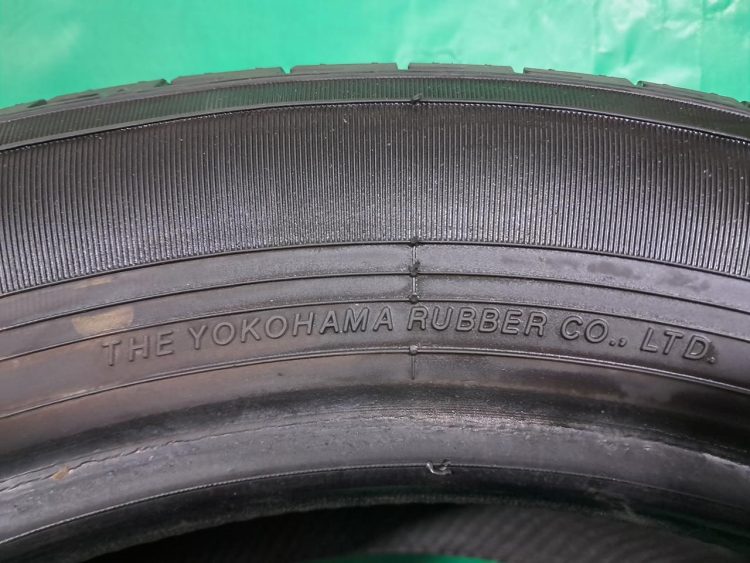 THE YOKOHAMA RUBBER CO., LTD.